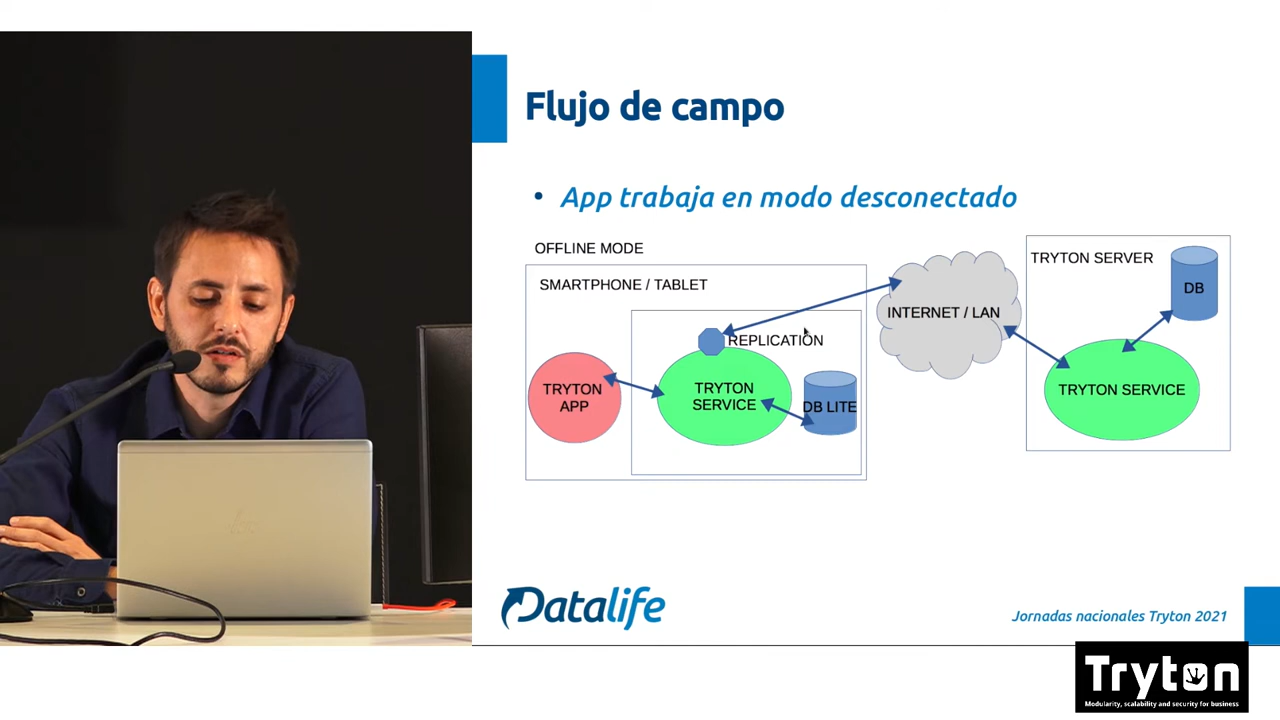 Flujo de campo
• App trabaja en modo desconectado
OFFLINE MODE
SMARTPHONE / TABLET
REPLICATION
TRYTON
APP
TRYTON
SERVICE
DB LITE
INTERNET / LAN
TRYTON SERVER
DB
TRYTON SERVICE
Datalife
Jornadas nacionales Tryton 2021
Tryton
Modularity, scalability and security for business